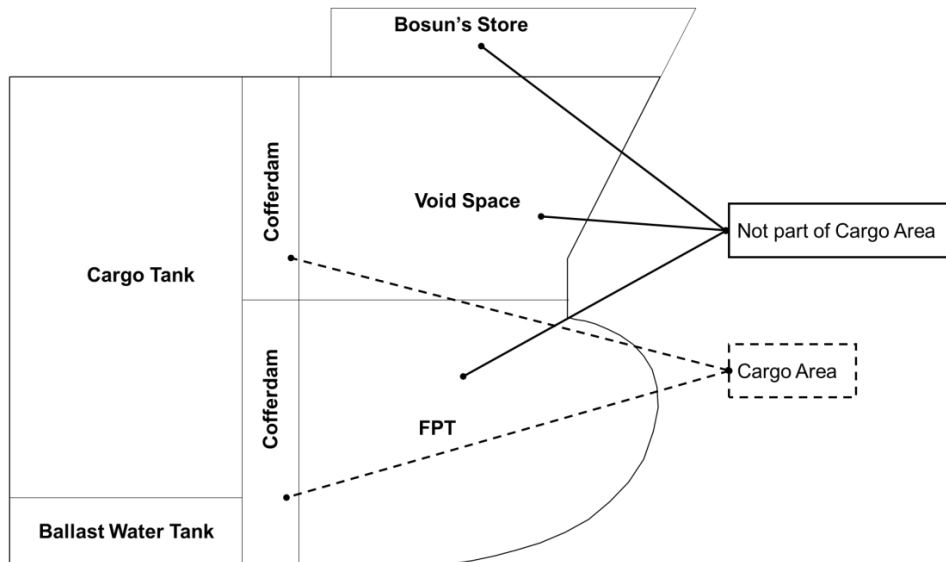 Bosun's Store
Cofferdam
Void Space
Not part of Cargo Area
Cargo Tank
Cargo Area
Cofferdam
FPT
Ballast Water Tank